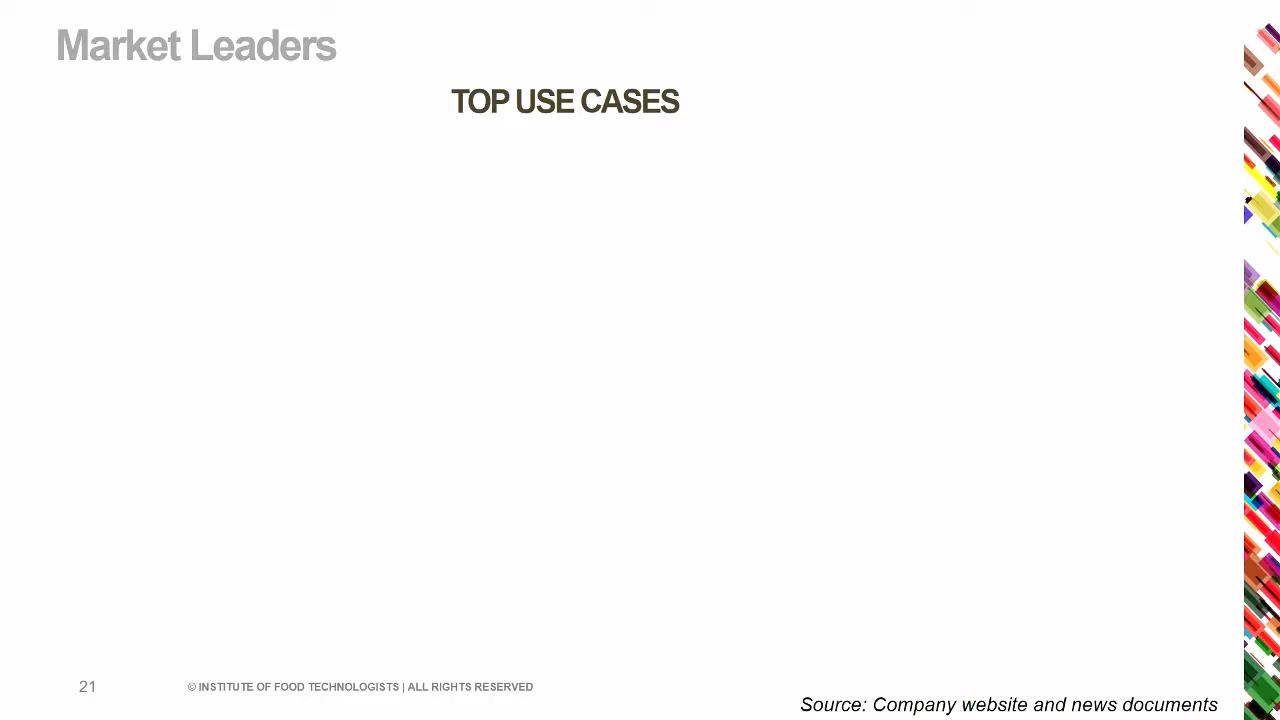 Market Leaders
TOP USE CASES
21
© INSTITUTE OF FOOD TECHNOLOGISTS | ALL RIGHTS RESERVED
Source: Company website and news documents